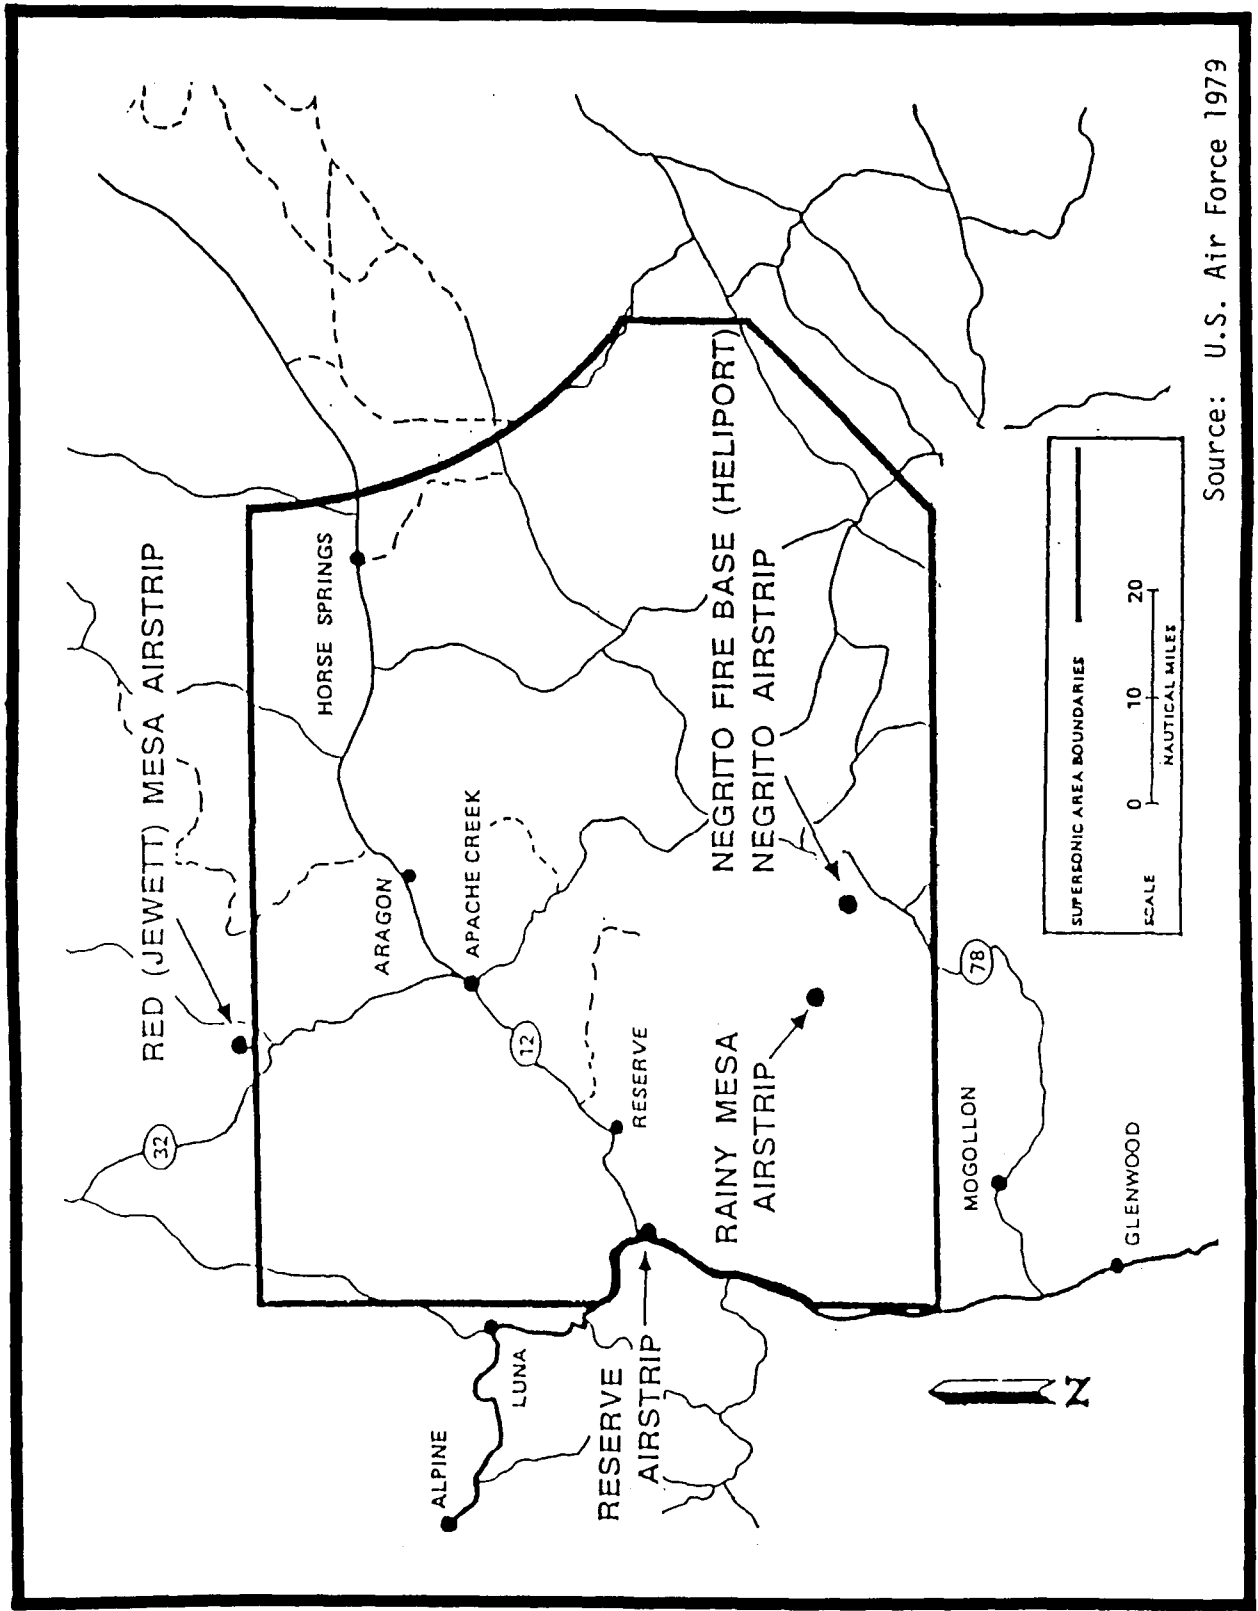 RED (JEWETT) MESA AIRSTRIP
32
HORSE SPRINGS
ARAGON
APACHE CREEK
12
RESERVE
ALPINE
LUNA
RESERVE
AIRSTRIP
RAINY MESA
AIRSTRIP
NEGRITO FIRE BASE (HELIPORT)
NEGRITO AIRSTRIP
78
MOGOLLON
GLENWOOD
N
SUPERSONIC AREA BOUNDARIES
SCALE
0 10 20
NAUTICAL MILES
Source: U.S. Air Force 1979